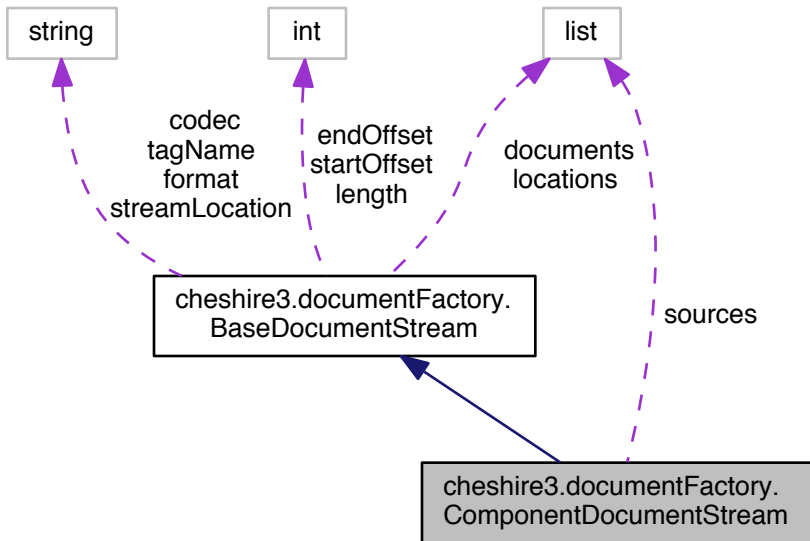 string
int
list
codec
tagName
format
streamLocation
endOffset
startOffset
length
documents
locations
cheshire3.documentFactory.
BaseDocumentStream
sources
cheshire3.documentFactory.
ComponentDocumentStream